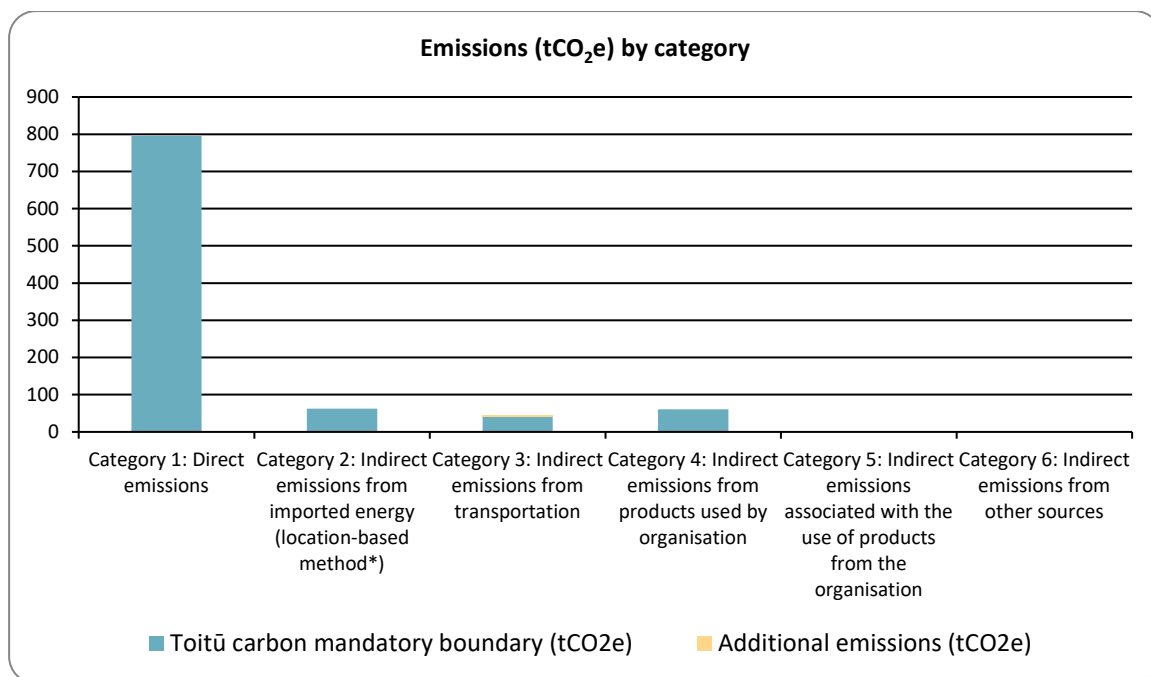 Emissions (tCO₂e) by category
900
800
700
600
500
400
300
200
100
0
Category 1: Direct emissions
Category 2: Indirect emissions from imported energy (location-based method*)
Category 3: Indirect emissions from transportation
Category 4: Indirect emissions from products used by organisation
Category 5: Indirect emissions associated with the use of products from the organisation
Category 6: Indirect emissions from other sources
Toitū carbon mandatory boundary (tCO2e)
Additional emissions (tCO2e)